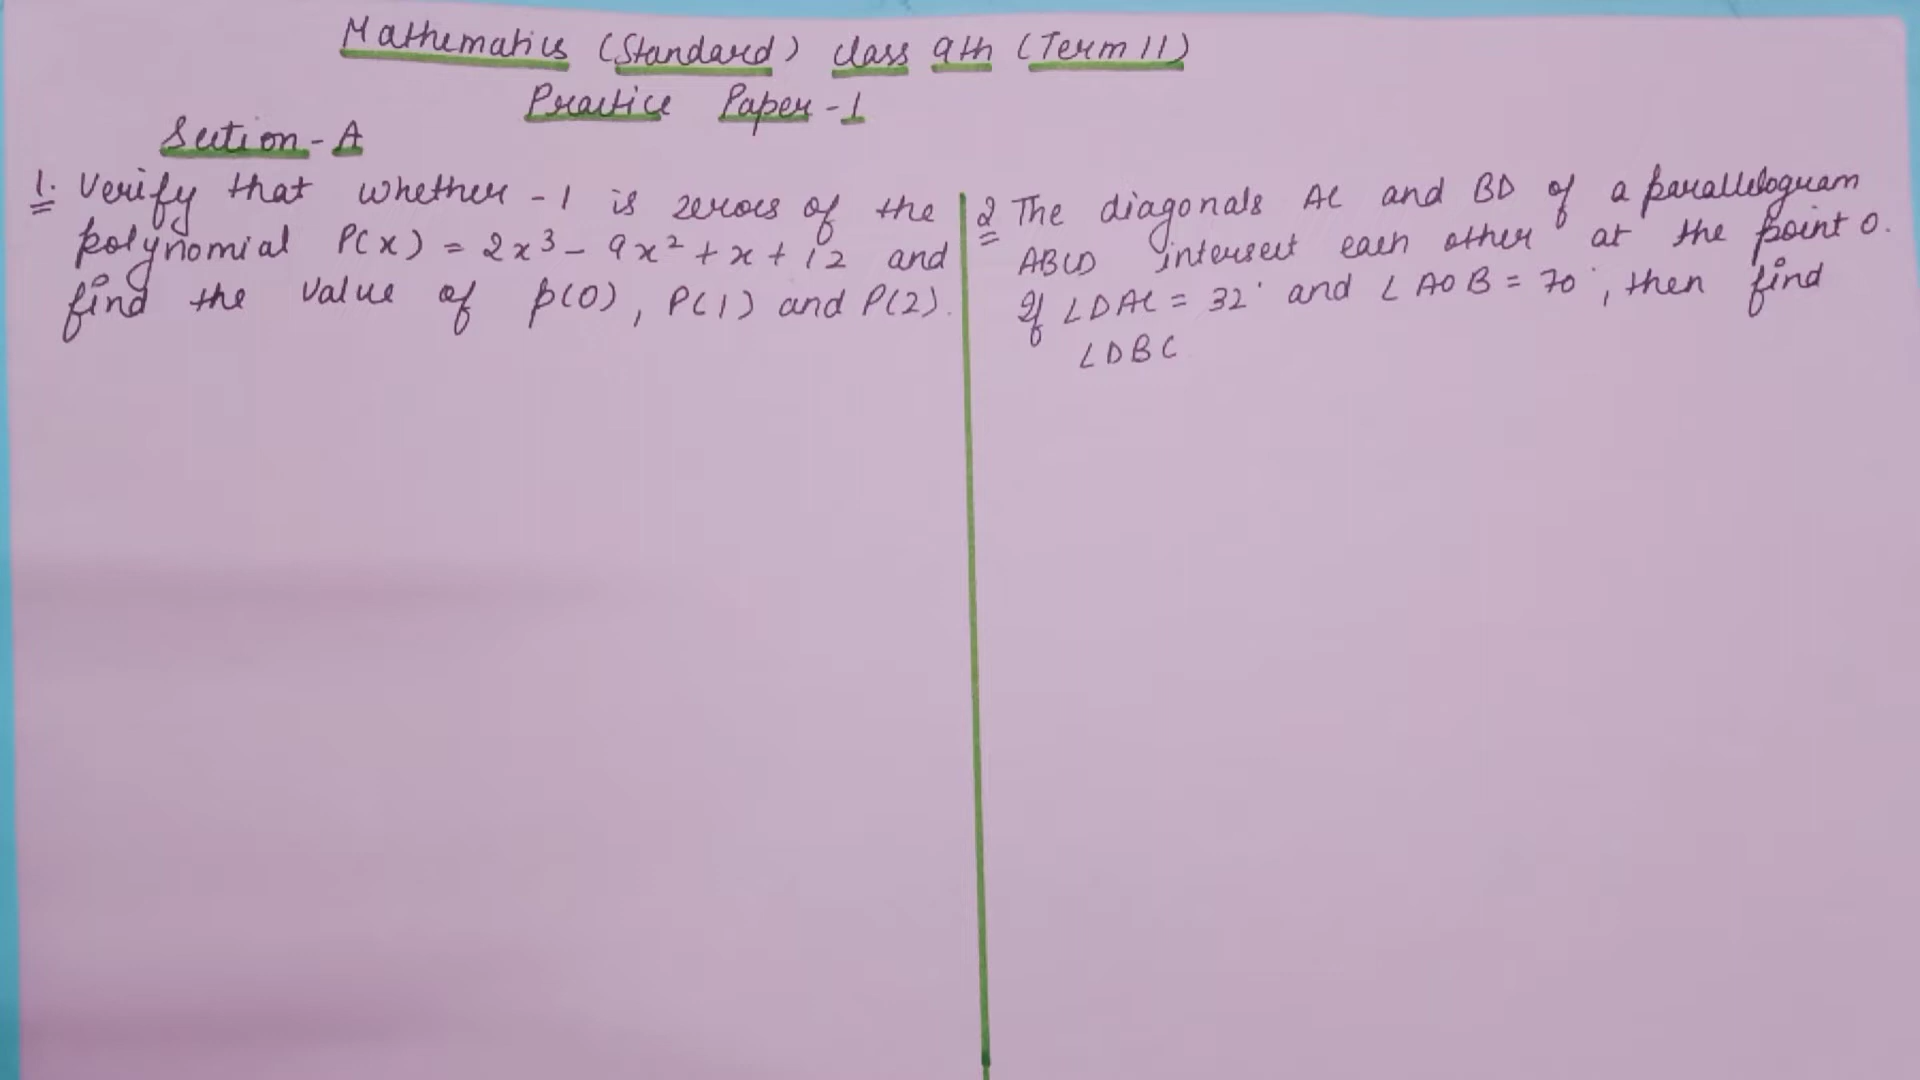 Mathematics (Standard) class 9th (Term 11)
Practice Paper-1
Section-A
1. Verify that whether -1 is zeroes of the
polynomial P(x) = 2x³ - 9x² + x + 12 and
find the value of p(0), P(1) and P(2).
2 The diagonals AC and BD of a parallelogram
ABCD intersect each other at the point O.
If ∠DAC = 32° and ∠AOB = 70°, then find
∠DBC